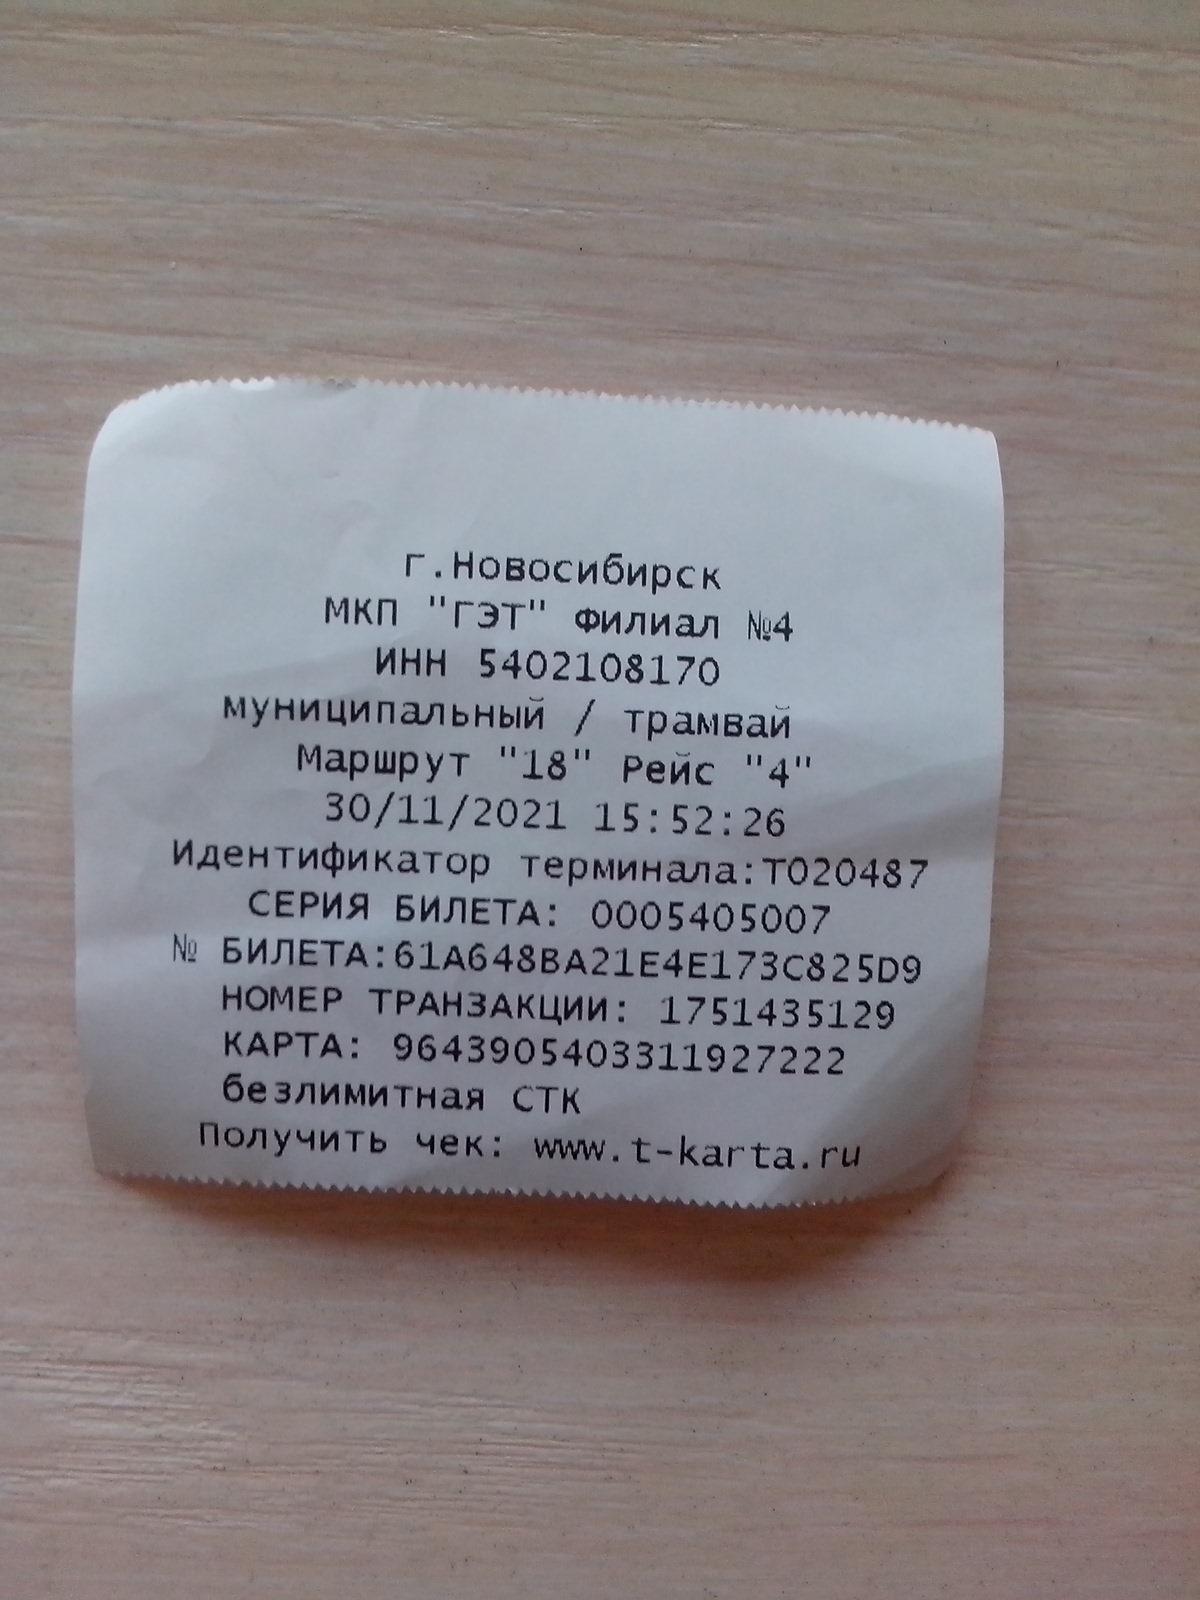 г.Новосибирск
МКП "ГЭТ" Филиал №4
ИНН 5402108170
муниципальный / трамвай
Маршрут "18" Рейс "4"
30/11/2021 15:52:26
Идентификатор терминала:T020487
СЕРИЯ БИЛЕТА: 0005405007
№ БИЛЕТА:61A648BA21E4E173C825D9
НОМЕР ТРАНЗАКЦИИ: 1751435129
КАРТА: 9643905403311927222
безлимитная СТК
Получить чек: www.t-karta.ru